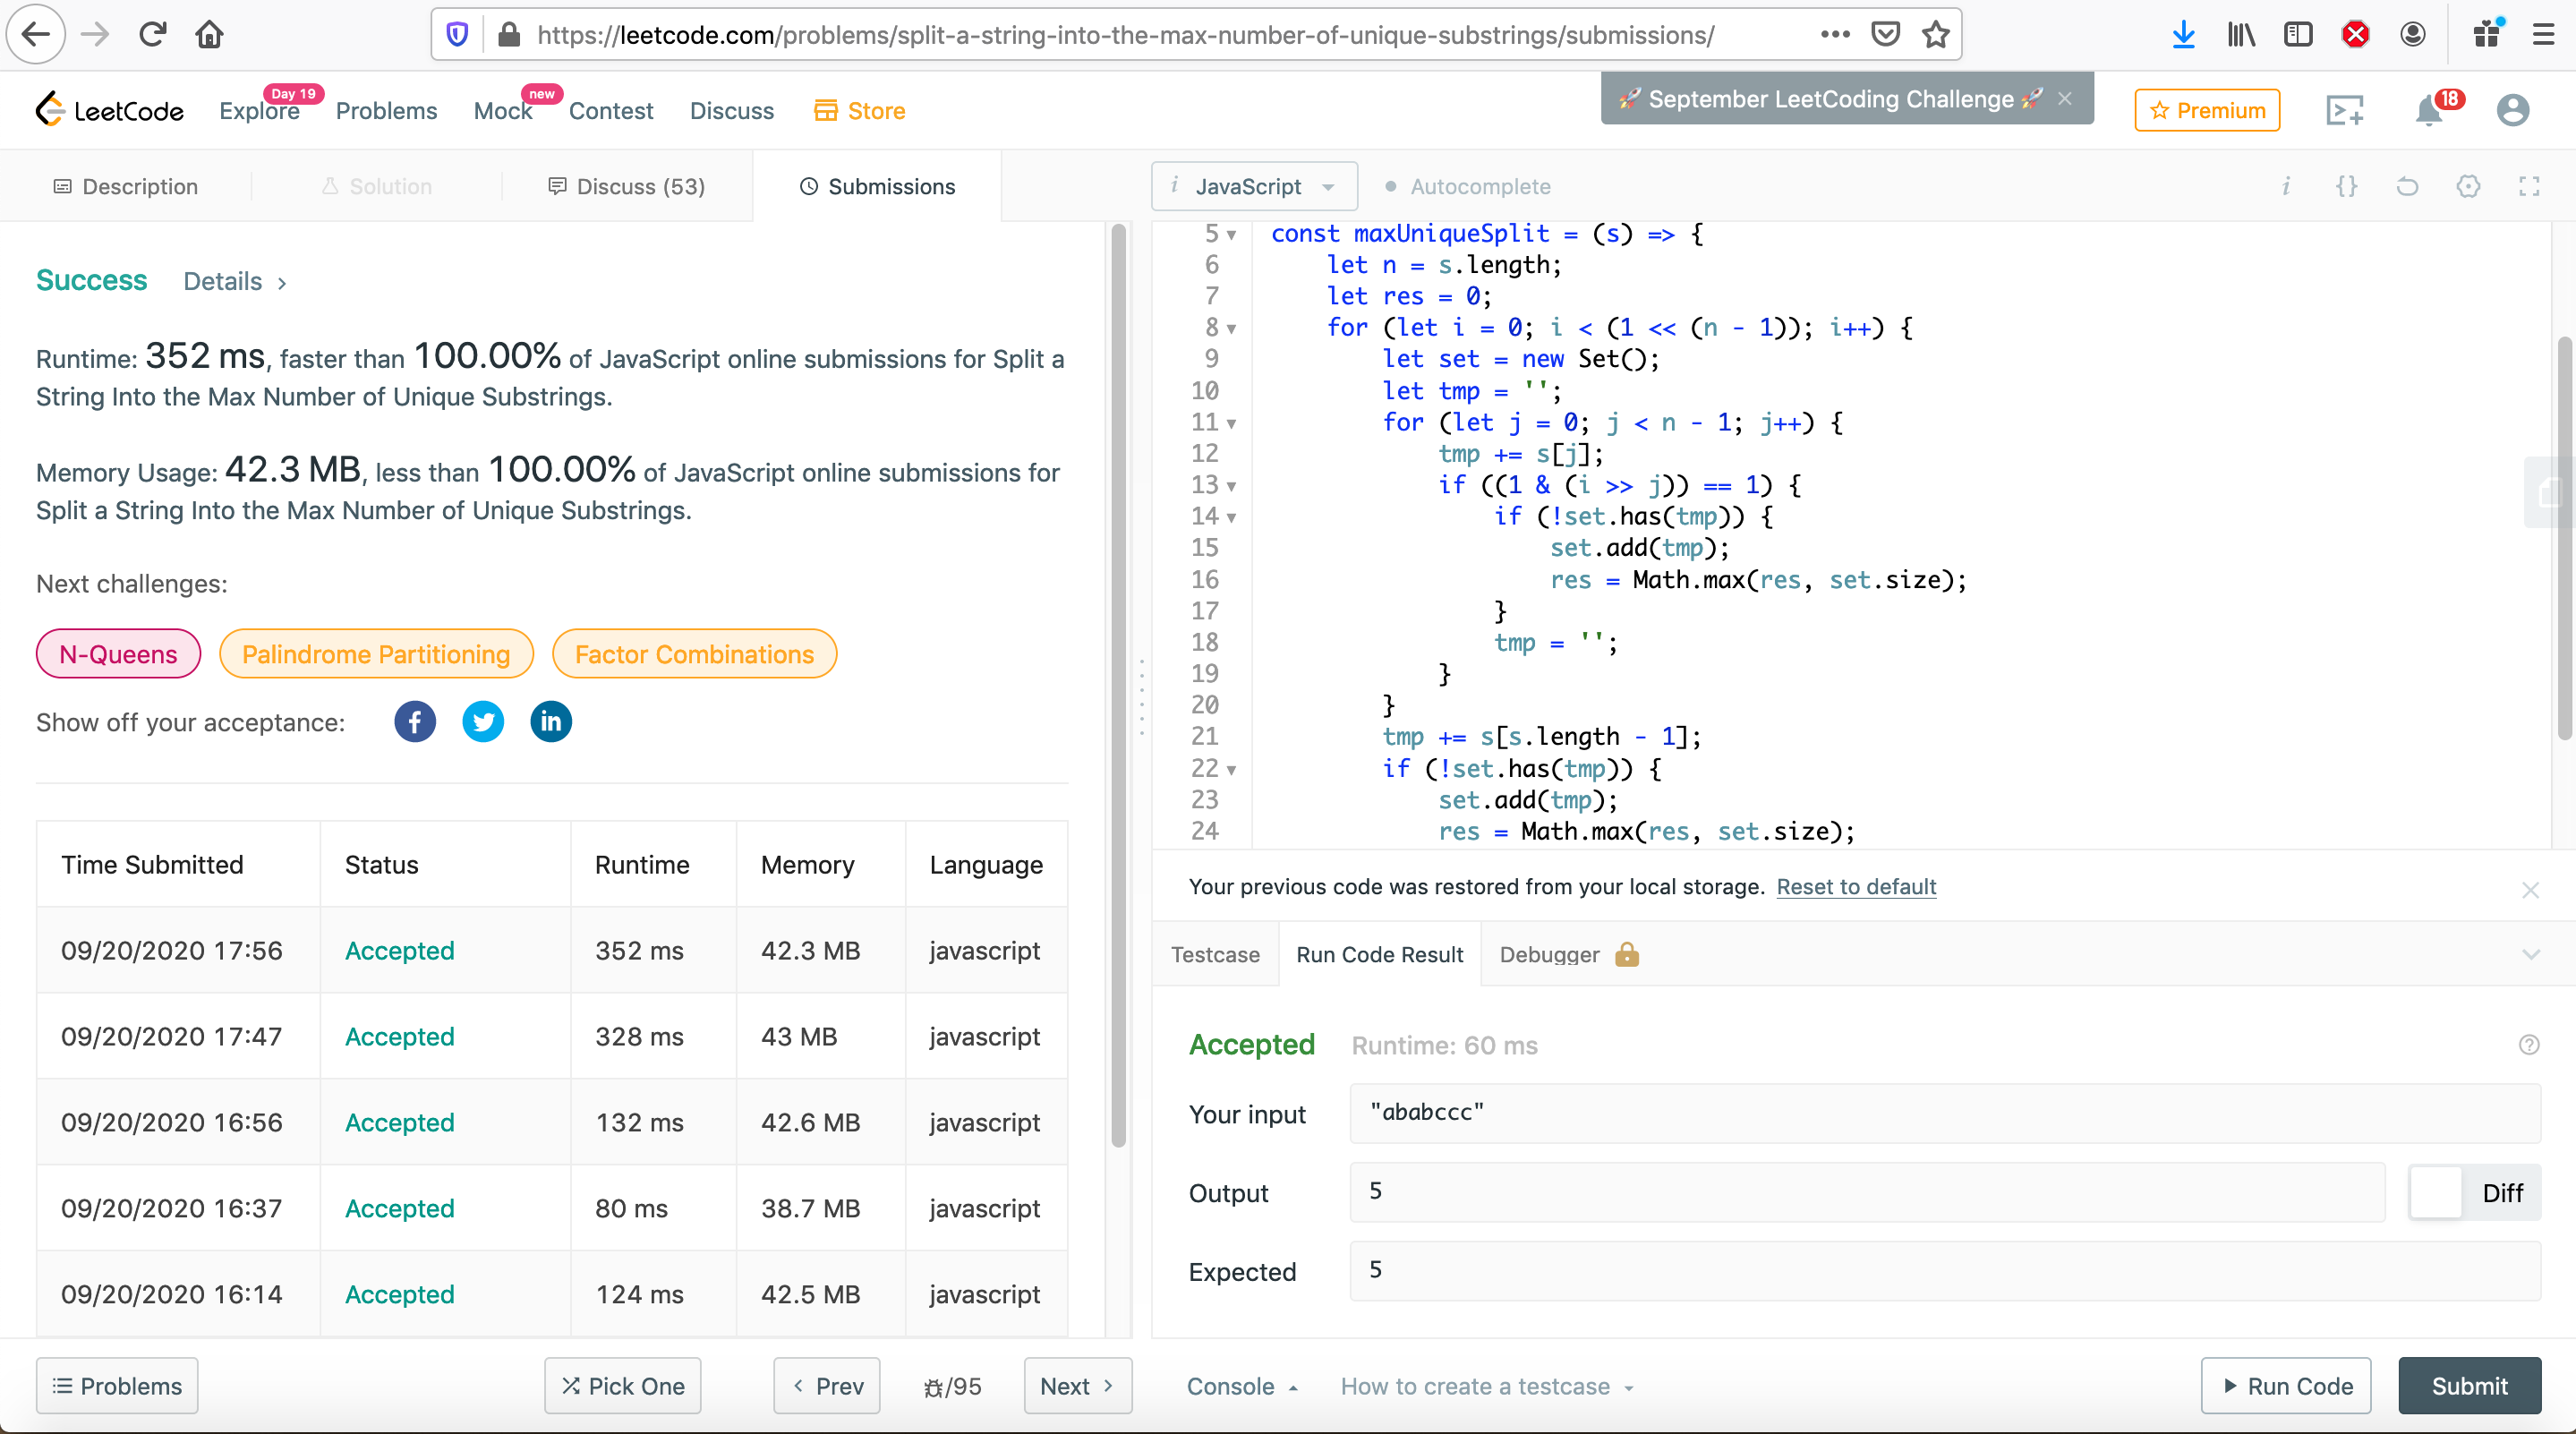 https://leetcode.com/problems/split-a-string-into-the-max-number-of-unique-substrings/submissions/
LeetCode
Explore
Day 19
Problems
Mock
new
Contest
Discuss
Store
🚀 September LeetCoding Challenge 🚀
Premium
18
Description
Solution
Discuss (53)
Submissions
Success Details >
Runtime: 352 ms, faster than 100.00% of JavaScript online submissions for Split a
String Into the Max Number of Unique Substrings.
Memory Usage: 42.3 MB, less than 100.00% of JavaScript online submissions for
Split a String Into the Max Number of Unique Substrings.
Next challenges:
N-Queens Palindrome Partitioning Factor Combinations
Show off your acceptance:
Time Submitted Status Runtime Memory Language
09/20/2020 17:56 Accepted 352 ms 42.3 MB javascript
09/20/2020 17:47 Accepted 328 ms 43 MB javascript
09/20/2020 16:56 Accepted 132 ms 42.6 MB javascript
09/20/2020 16:37 Accepted 80 ms 38.7 MB javascript
09/20/2020 16:14 Accepted 124 ms 42.5 MB javascript
Problems
Pick One
< Prev
/95
Next >
i JavaScript
Autocomplete
i {}
5 const maxUniqueSplit = (s) => {
6 let n = s.length;
7 let res = 0;
8 for (let i = 0; i < (1 << (n - 1)); i++) {
9 let set = new Set();
10 let tmp = '';
11 for (let j = 0; j < n - 1; j++) {
12 tmp += s[j];
13 if ((1 & (i >> j)) == 1) {
14 if (!set.has(tmp)) {
15 set.add(tmp);
16 res = Math.max(res, set.size);
17 }
18 tmp = '';
19 }
20 }
21 tmp += s[s.length - 1];
22 if (!set.has(tmp)) {
23 set.add(tmp);
24 res = Math.max(res, set.size);
Your previous code was restored from your local storage. Reset to default
Testcase Run Code Result Debugger
Accepted Runtime: 60 ms
Your input "ababccc"
Output 5 Diff
Expected 5
Console
How to create a testcase
Run Code
Submit